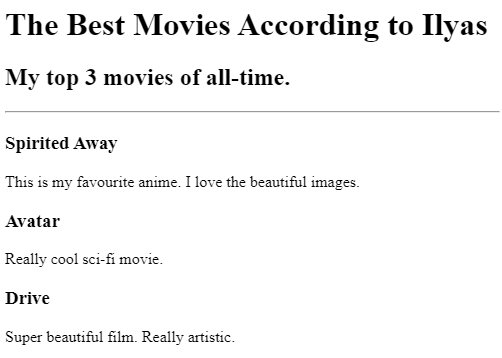 The Best Movies According to Ilyas
My top 3 movies of all-time.
Spirited Away
This is my favourite anime. I love the beautiful images.
Avatar
Really cool sci-fi movie.
Drive
Super beautiful film. Really artistic.